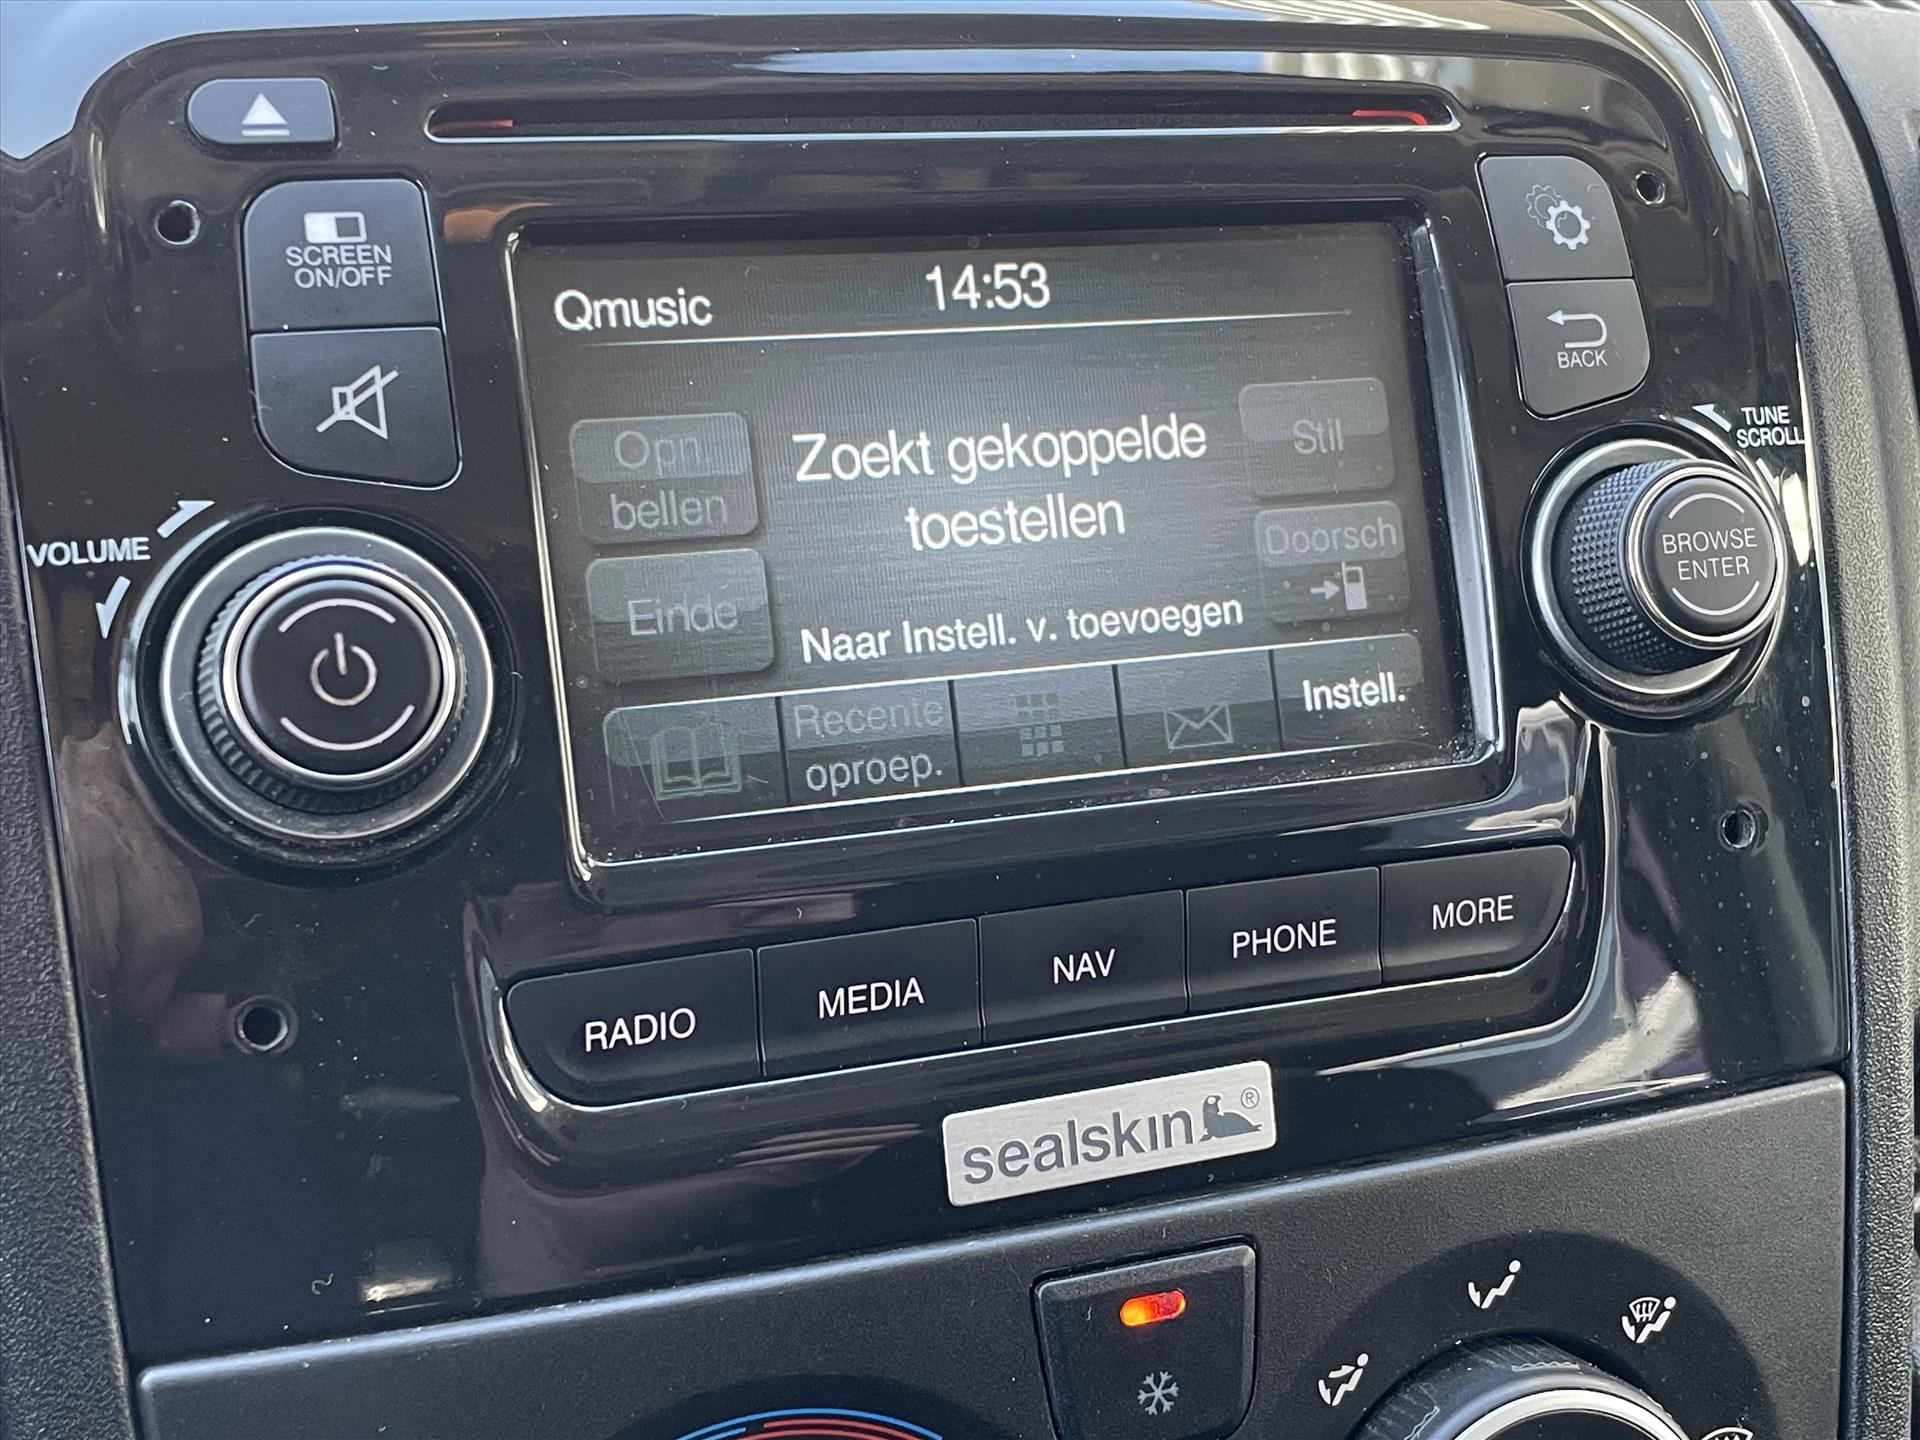 SCREEN
ON/OFF
VOLUME
Qmusic
14:53
Opn.
bellen
Zoekt gekoppelde
toestellen
Stil
Doorsch
Einde
Naar Instell. v. toevoegen
Recente
oproep.
Instell.
BACK
TUNE
SCROLL
BROWSE
ENTER
RADIO
MEDIA
NAV
PHONE
MORE
sealskin®